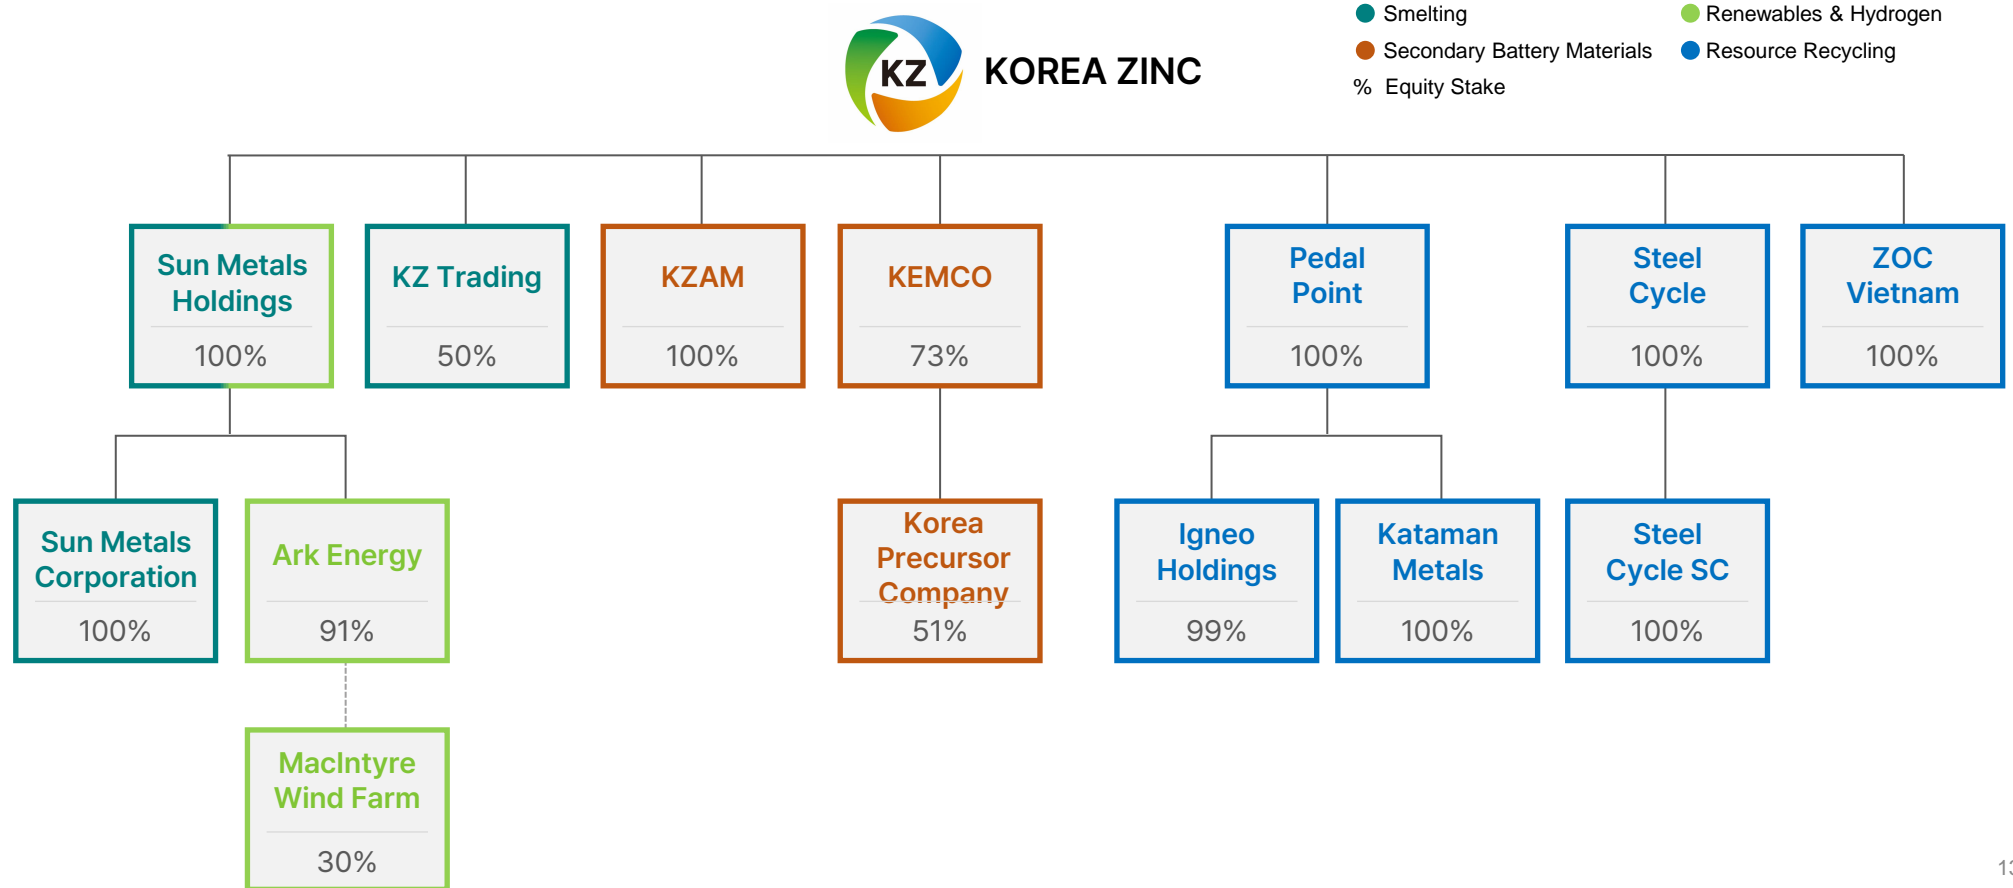 KZ
KOREA ZINC
Smelting
Renewables & Hydrogen
Secondary Battery Materials
Resource Recycling
% Equity Stake
Sun Metals
Holdings
100%
KZ Trading
50%
KZAM
100%
KEMCO
73%
Pedal
Point
100%
Steel
Cycle
100%
ZOC
Vietnam
100%
Sun Metals
Corporation
100%
Ark Energy
91%
Korea
Precursor
Company
51%
Igneo
Holdings
99%
Kataman
Metals
100%
Steel
Cycle SC
100%
MacIntyre
Wind Farm
30%